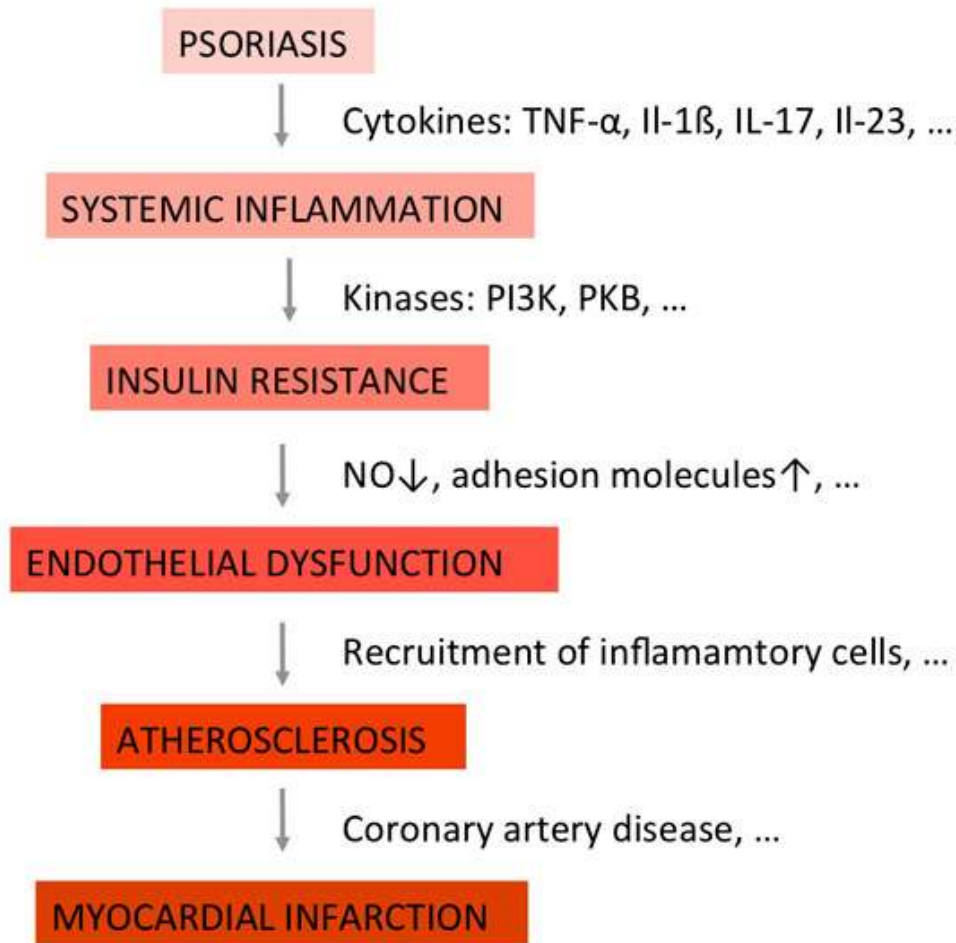 PSORIASIS
Cytokines: TNF-α, Il-1ß, IL-17, Il-23, ...
SYSTEMIC INFLAMMATION
Kinases: PI3K, PKB, ...
INSULIN RESISTANCE
NO↓, adhesion molecules↑, ...
ENDOTHELIAL DYSFUNCTION
Recruitment of inflamamtory cells, ...
ATHEROSCLEROSIS
Coronary artery disease, ...
MYOCARDIAL INFARCTION